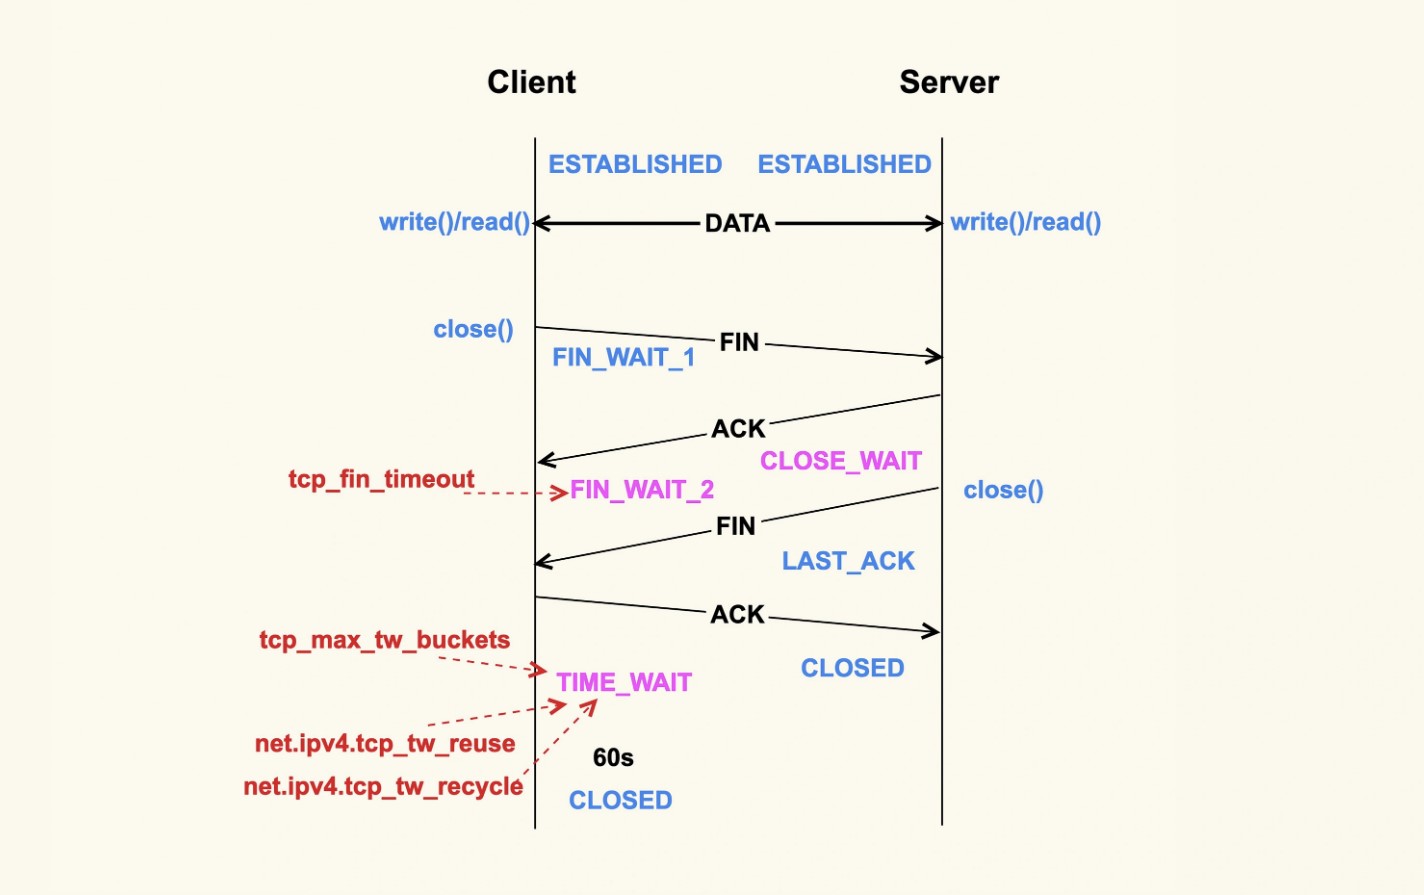 Client
Server
ESTABLISHED
ESTABLISHED
write()/read()
DATA
write()/read()
close()
FIN
FIN_WAIT_1
ACK
CLOSE_WAIT
tcp_fin_timeout
FIN_WAIT_2
close()
FIN
LAST_ACK
ACK
tcp_max_tw_buckets
CLOSED
TIME_WAIT
net.ipv4.tcp_tw_reuse
60s
net.ipv4.tcp_tw_recycle
CLOSED